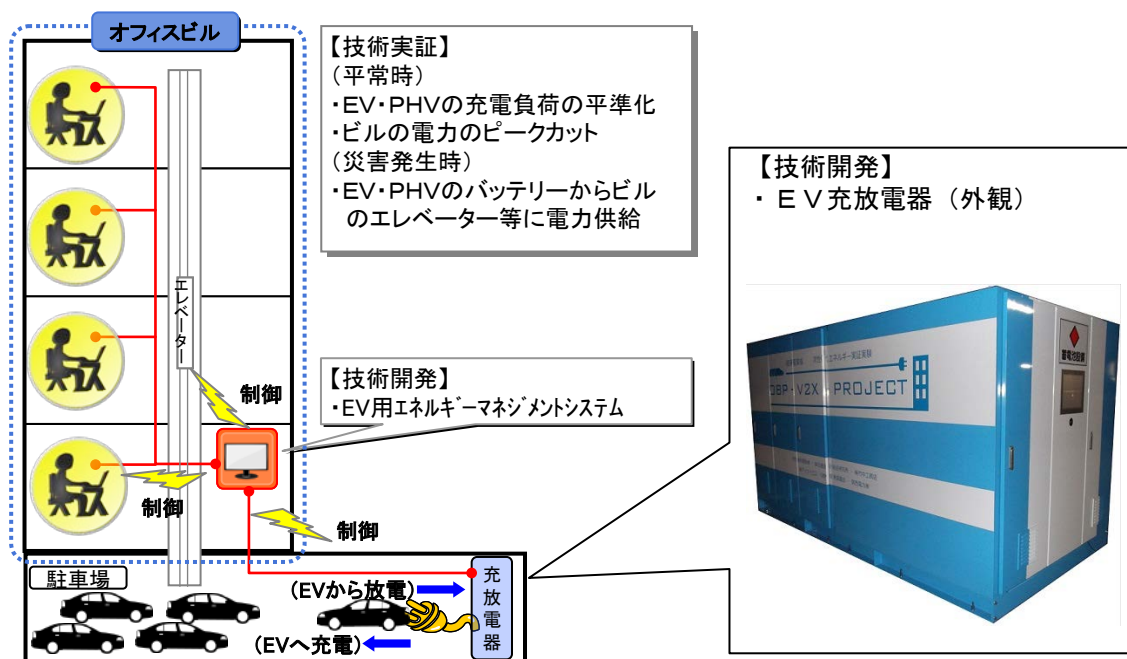 オフィスビル
【技術実証】
(平常時)
・EV・PHVの充電負荷の平準化
・ビルの電力のピークカット
(災害発生時)
・EV・PHVのバッテリーからビル
のエレベーター等に電力供給
【技術開発】
・ＥＶ充放電器（外観）
蓄電池設備
OBP・V2X PROJECT
エレベーター
制御
【技術開発】
・EV用エネルギーマネジメントシステム
制御
制御
駐車場
(EVから放電)
(EVへ充電)
充放電器